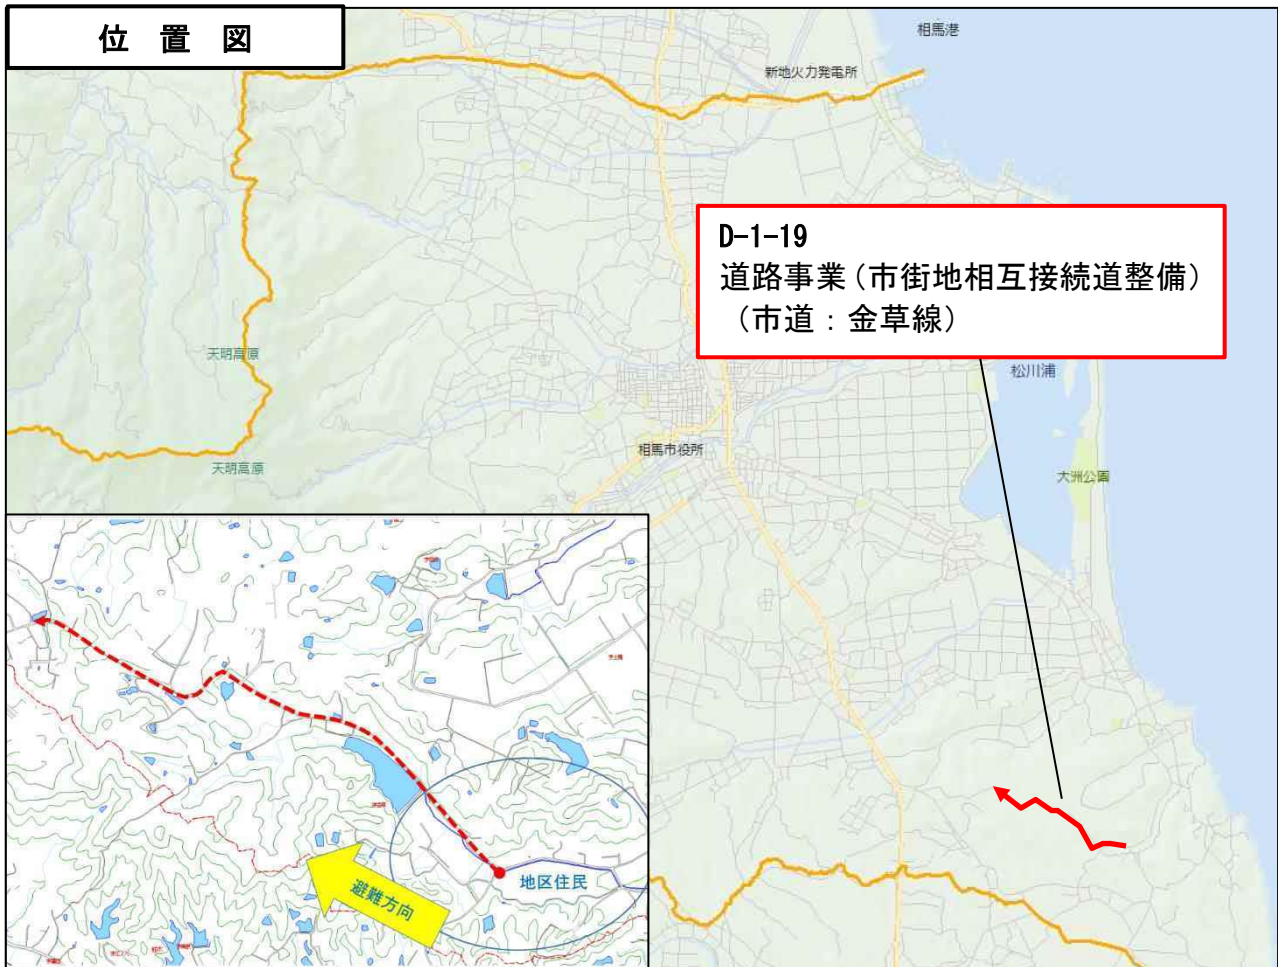 位 置 図
相馬港
新地火力発電所
D-1-19
道路事業（市街地相互接続道整備）
（市道：金草線）
天明高原
松川浦
相馬市役所
天明高原
大洲公園
地区住民
避難方向